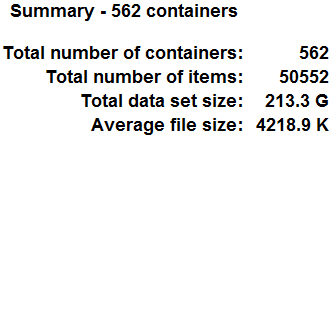 Summary - 562 containers
Total number of containers: 562
Total number of items: 50552
Total data set size: 213.3 G
Average file size: 4218.9 K